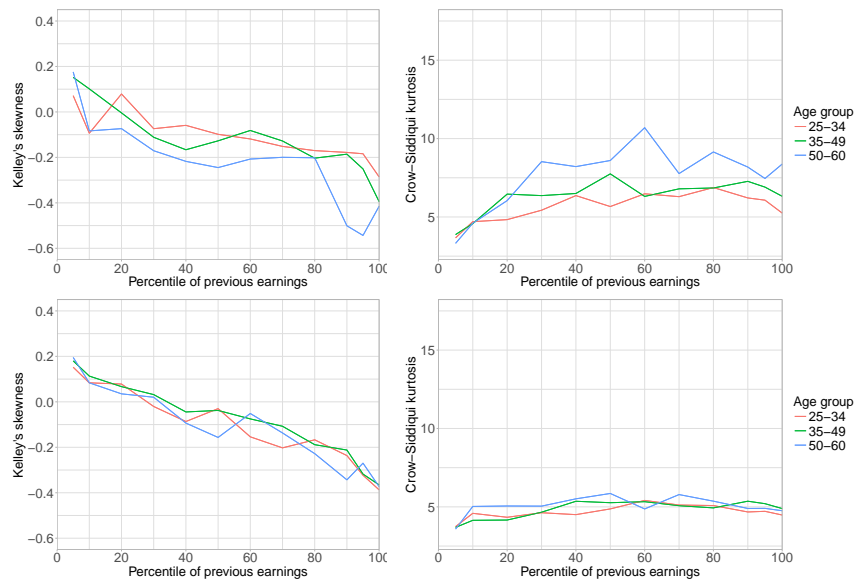 0.4
0.2
0.0
−0.2
−0.4
−0.6
Kelley's skewness
0 20 40 60 80 100
Percentile of previous earnings
15
10
5
Crow−Siddiqui kurtosis
0 20 40 60 80 100
Percentile of previous earnings
Age group
25−34
35−49
50−60
0.4
0.2
0.0
−0.2
−0.4
−0.6
Kelley's skewness
0 20 40 60 80 100
Percentile of previous earnings
15
10
5
Crow−Siddiqui kurtosis
0 20 40 60 80 100
Percentile of previous earnings
Age group
25−34
35−49
50−60